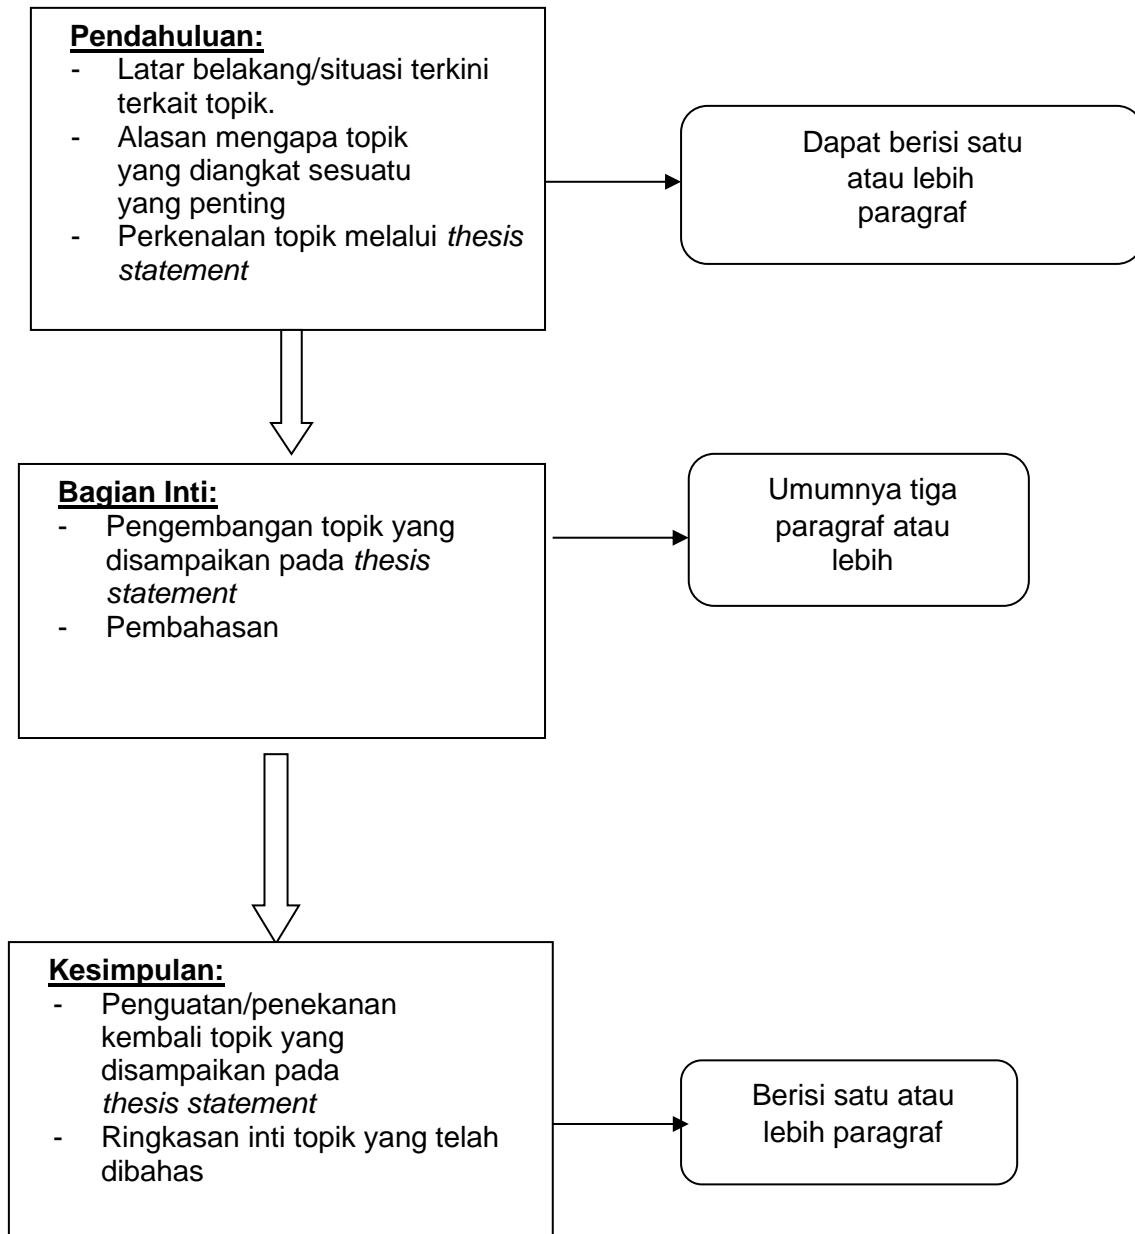 Pendahuluan:
- Latar belakang/situasi terkini
terkait topik.
- Alasan mengapa topik
yang diangkat sesuatu
yang penting
- Perkenalan topik melalui thesis
statement
Dapat berisi satu
atau lebih
paragraf
Bagian Inti:
- Pengembangan topik yang
disampaikan pada thesis
statement
- Pembahasan
Umumnya tiga
paragraf atau
lebih
Kesimpulan:
- Penguatan/penekanan
kembali topik yang
disampaikan pada
thesis statement
- Ringkasan inti topik yang telah
dibahas
Berisi satu atau
lebih paragraf